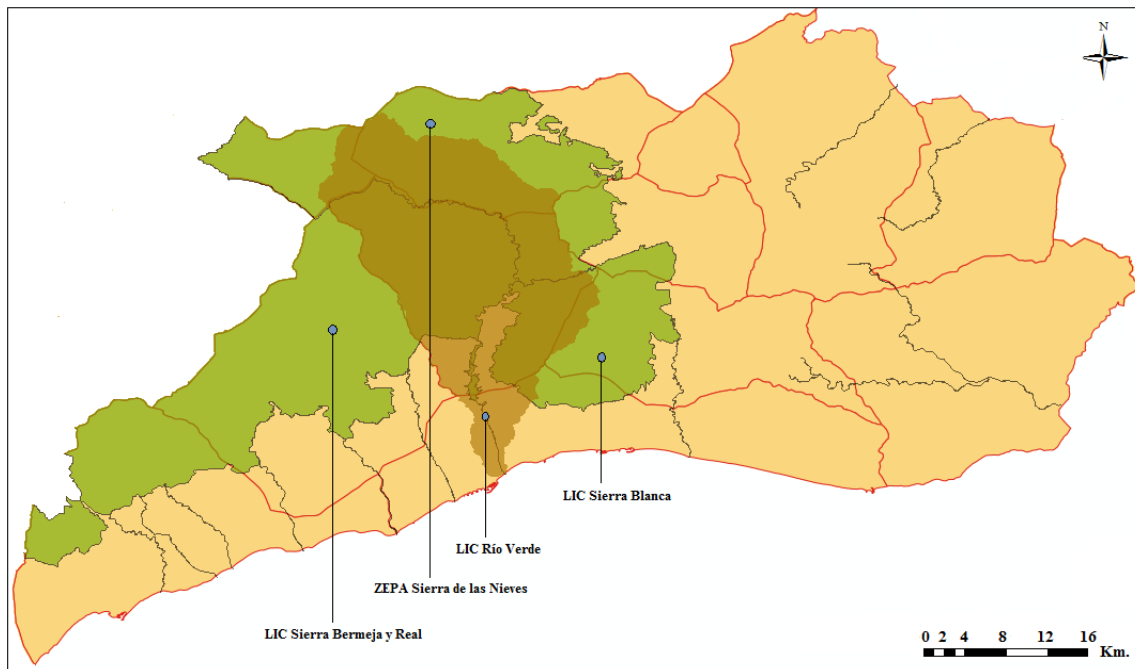 N
LIC Sierra Blanca
LIC Río Verde
ZEPA Sierra de las Nieves
LIC Sierra Bermeja y Real
0 2 4 8 12 16
Km.